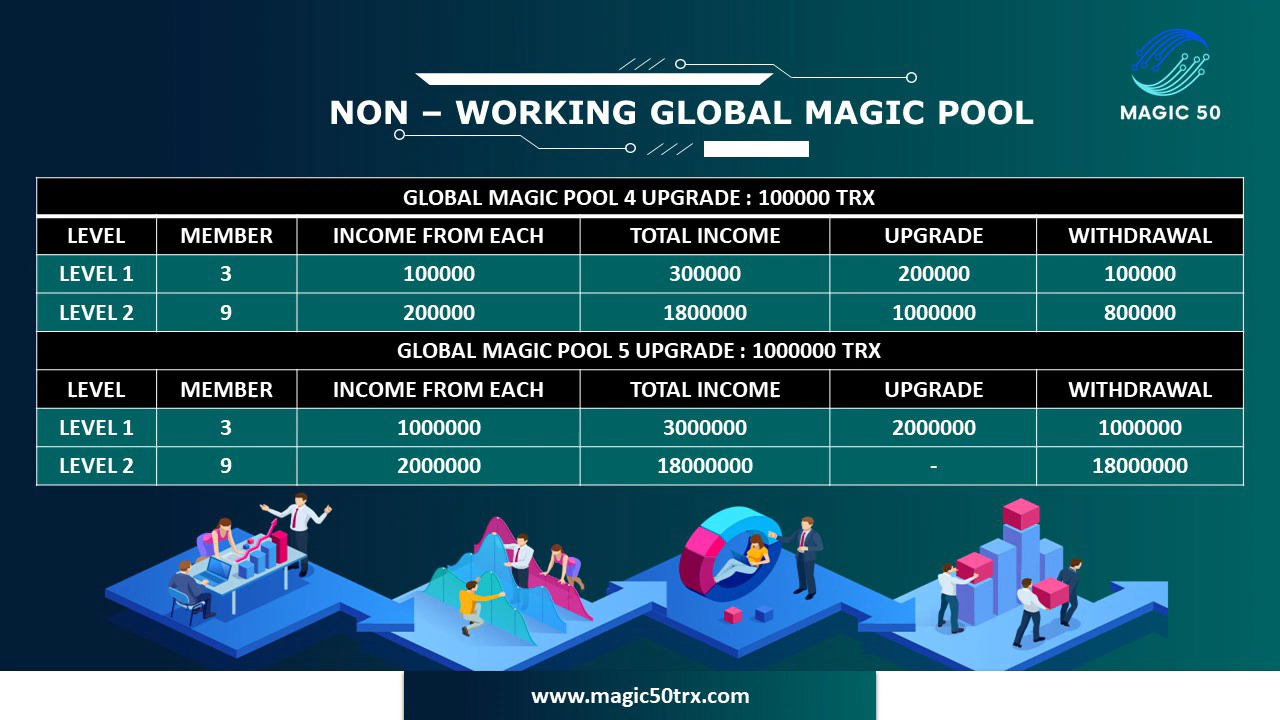 MAGIC 50
NON – WORKING GLOBAL MAGIC POOL
GLOBAL MAGIC POOL 4 UPGRADE : 100000 TRX
LEVEL MEMBER INCOME FROM EACH TOTAL INCOME UPGRADE WITHDRAWAL
LEVEL 1 3 100000 300000 200000 100000
LEVEL 2 9 200000 1800000 1000000 800000
GLOBAL MAGIC POOL 5 UPGRADE : 1000000 TRX
LEVEL MEMBER INCOME FROM EACH TOTAL INCOME UPGRADE WITHDRAWAL
LEVEL 1 3 1000000 3000000 2000000 1000000
LEVEL 2 9 2000000 18000000 - 18000000
www.magic50trx.com